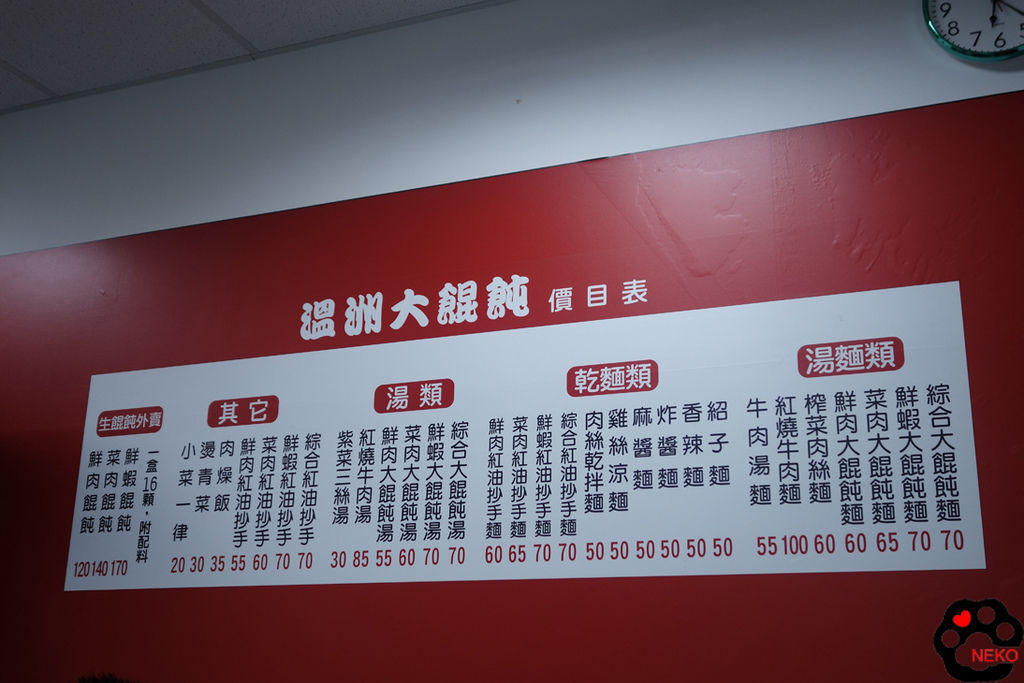 9 8 7 6 5
溫洲大餛飩 價目表
湯麵類
綜合大餛飩麵 70
鮮蝦大餛飩麵 70
菜肉大餛飩麵 65
鮮肉大餛飩麵 60
榨菜肉絲麵 60
紅燒牛肉麵 100
牛肉湯麵 55
乾麵類
紹子麵 50
香辣麵 50
炸醬麵 50
麻醬麵 50
雞絲涼麵 50
肉絲乾拌麵 50
綜合紅油抄手麵 70
鮮蝦紅油抄手麵 70
菜肉紅油抄手麵 65
鮮肉紅油抄手麵 60
湯類
綜合大餛飩湯 70
鮮蝦大餛飩湯 70
菜肉大餛飩湯 60
鮮肉大餛飩湯 55
紅燒牛肉湯 85
紫菜三絲湯 30
其它
綜合紅油抄手 70
鮮蝦紅油抄手 70
菜肉紅油抄手 60
鮮肉紅油抄手 55
肉燥飯 35
燙青菜 30
小菜一律 20
生餛飩外賣
一盒16顆，附配料
鮮蝦餛飩 170
菜肉餛飩 140
鮮肉餛飩 120
NEKO